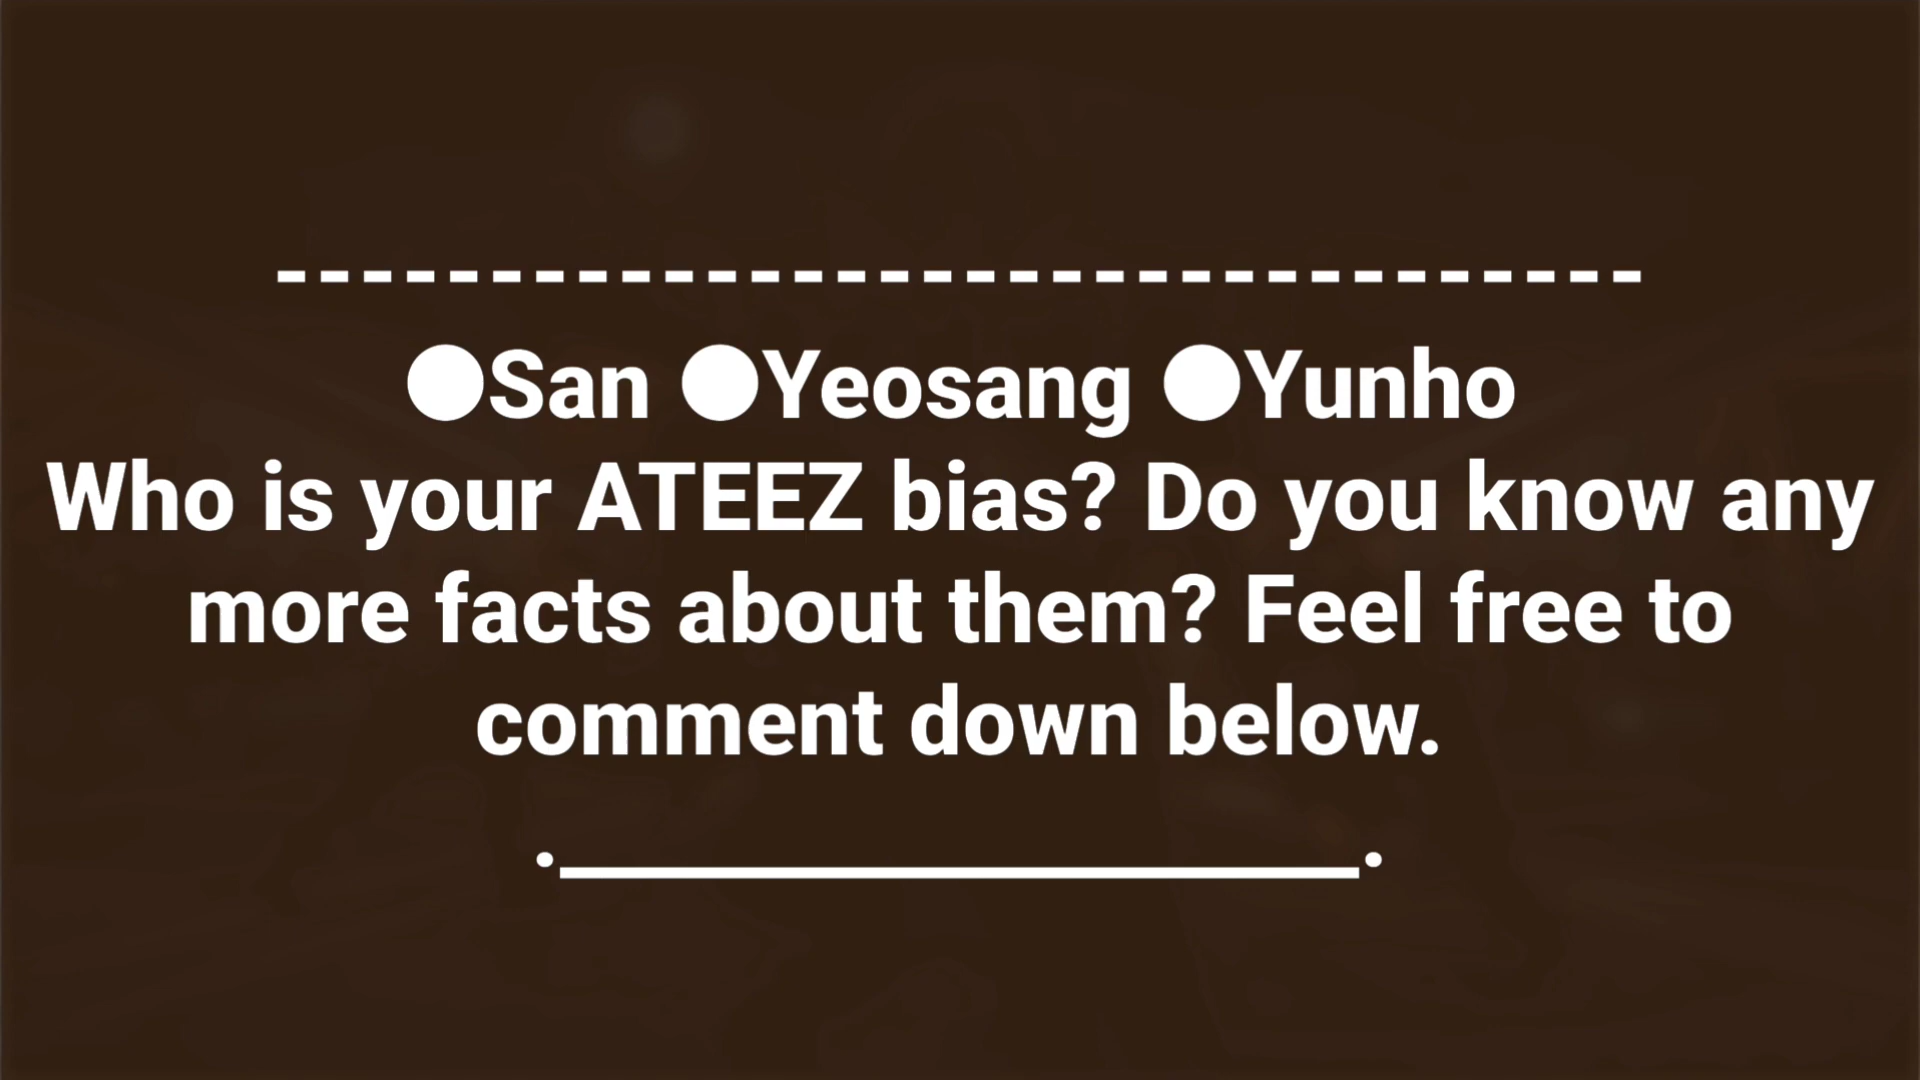 --------------------------------
●San ●Yeosang ●Yunho
Who is your ATEEZ bias? Do you know any
more facts about them? Feel free to
comment down below.
•____________________•